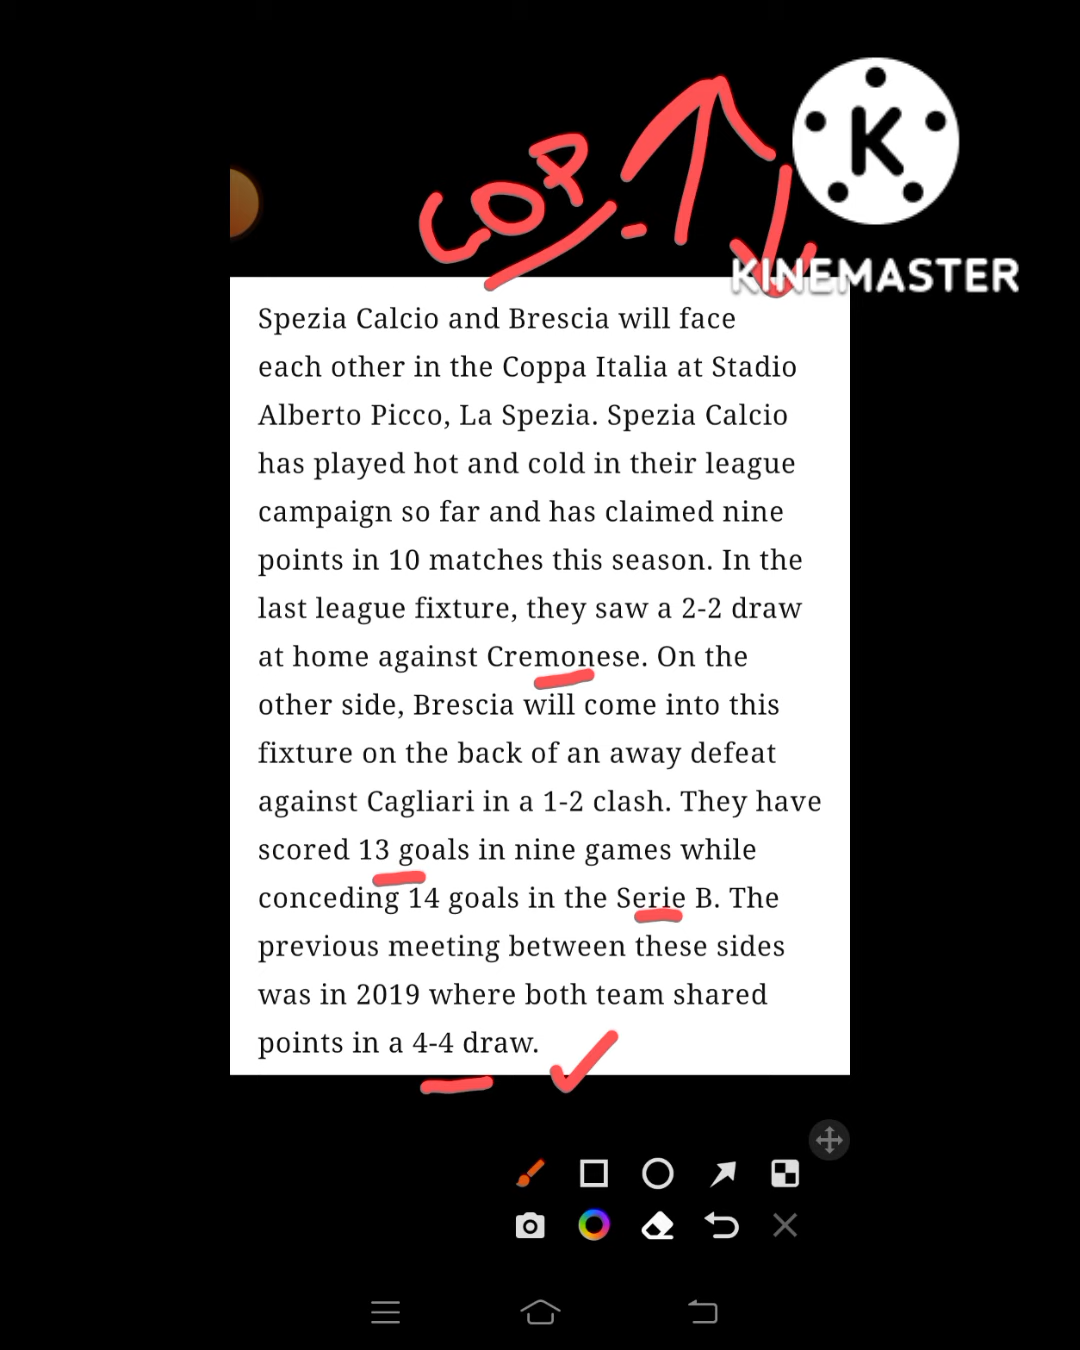 COP
K
KINEMASTER
Spezia Calcio and Brescia will face
each other in the Coppa Italia at Stadio
Alberto Picco, La Spezia. Spezia Calcio
has played hot and cold in their league
campaign so far and has claimed nine
points in 10 matches this season. In the
last league fixture, they saw a 2-2 draw
at home against Cremonese. On the
other side, Brescia will come into this
fixture on the back of an away defeat
against Cagliari in a 1-2 clash. They have
scored 13 goals in nine games while
conceding 14 goals in the Serie B. The
previous meeting between these sides
was in 2019 where both team shared
points in a 4-4 draw.